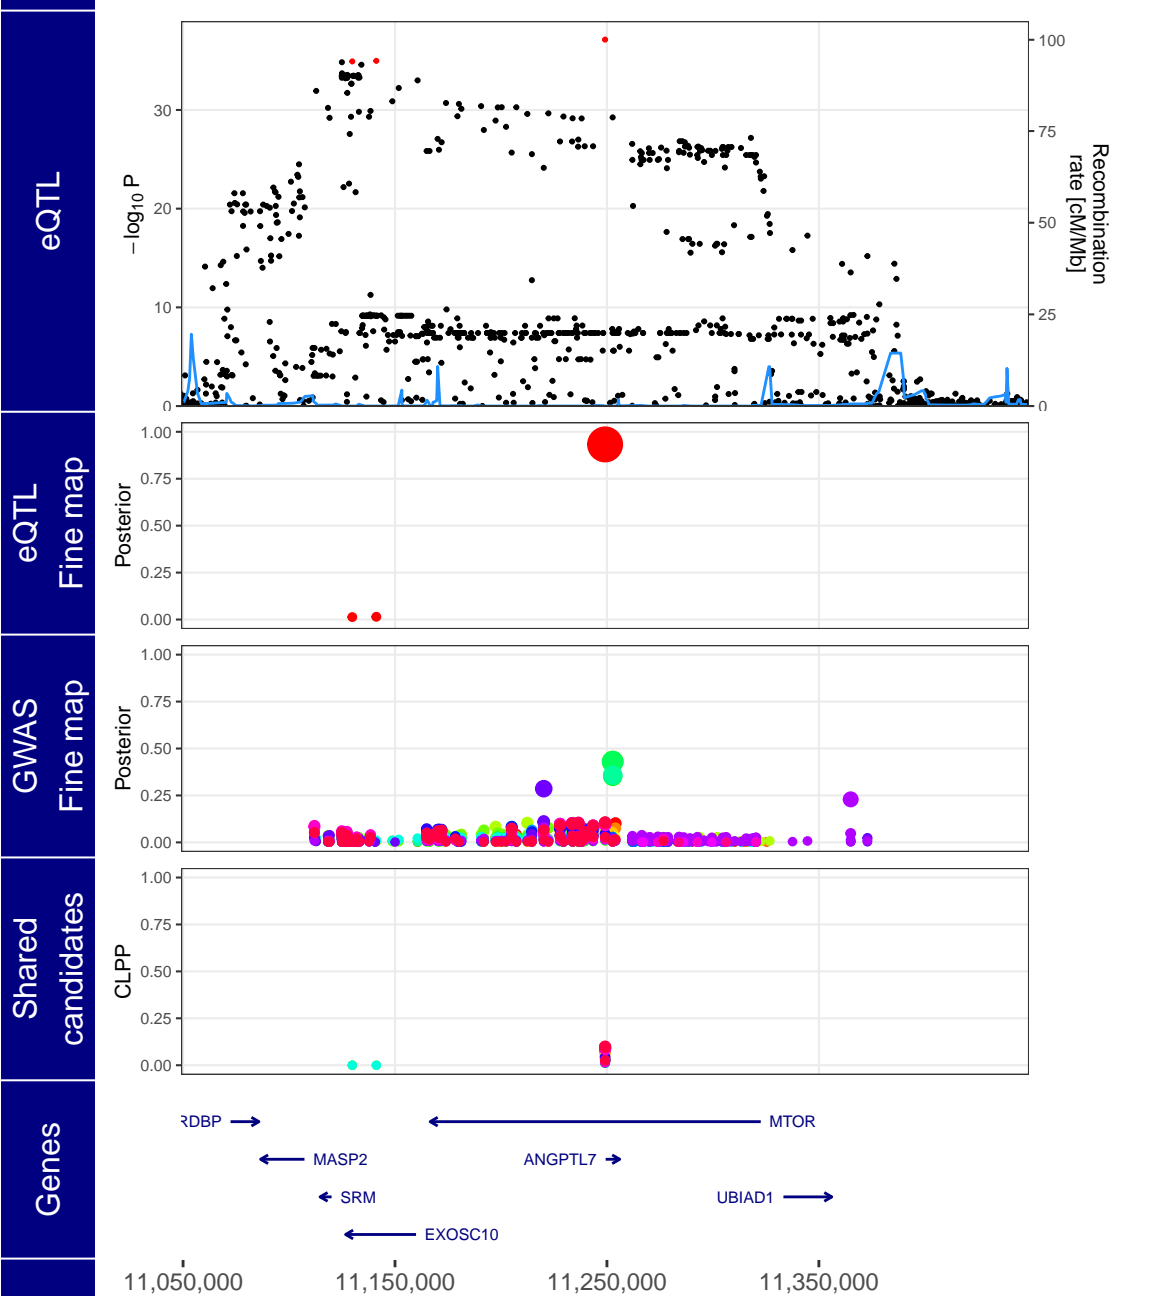 eQTL
−log10 P
30
20
10
0
100
75
50
25
0
Recombination
rate [cM/Mb]
eQTL
Fine map
Posterior
1.00
0.75
0.50
0.25
0.00
GWAS
Fine map
Posterior
1.00
0.75
0.50
0.25
0.00
Shared
candidates
CLPP
1.00
0.75
0.50
0.25
0.00
Genes
RDBP
MTOR
MASP2
ANGPTL7
SRM
UBIAD1
EXOSC10
11,050,000
11,150,000
11,250,000
11,350,000